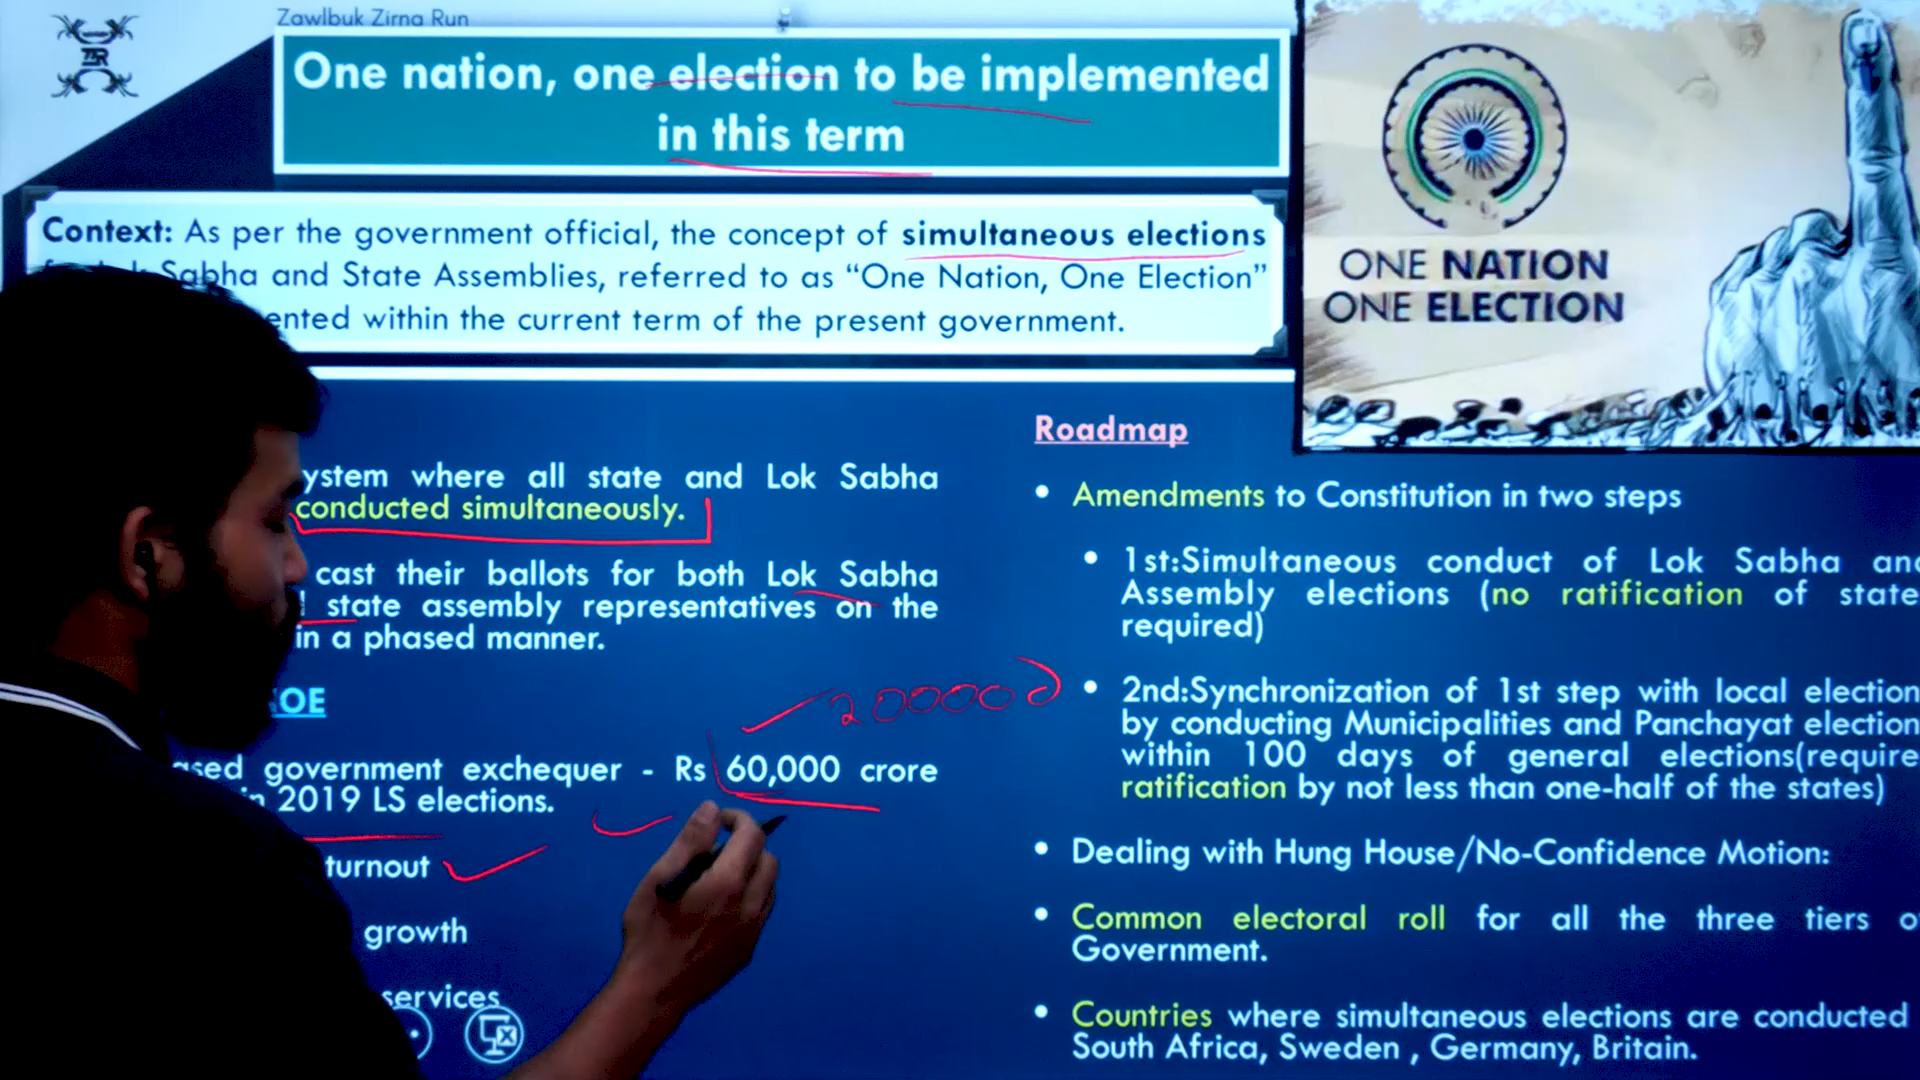 Zawlbuk Zirna Run
ZZR
One nation, one election to be implemented
in this term
Context: As per the government official, the concept of simultaneous elections
Sabha and State Assemblies, referred to as “One Nation, One Election”
ented within the current term of the present government.
ONE NATION
ONE ELECTION
ystem where all state and Lok Sabha
conducted simultaneously.
cast their ballots for both Lok Sabha
state assembly representatives on the
in a phased manner.
OE
ased government exchequer - Rs 60,000 crore
in 2019 LS elections.
200000
turnout
growth
services
Roadmap
• Amendments to Constitution in two steps
• 1st:Simultaneous conduct of Lok Sabha and
Assembly elections (no ratification of state
required)
• 2nd:Synchronization of 1st step with local election
by conducting Municipalities and Panchayat election
within 100 days of general elections(require
ratification by not less than one-half of the states)
• Dealing with Hung House/No-Confidence Motion:
• Common electoral roll for all the three tiers o
Government.
• Countries where simultaneous elections are conducted
South Africa, Sweden , Germany, Britain.